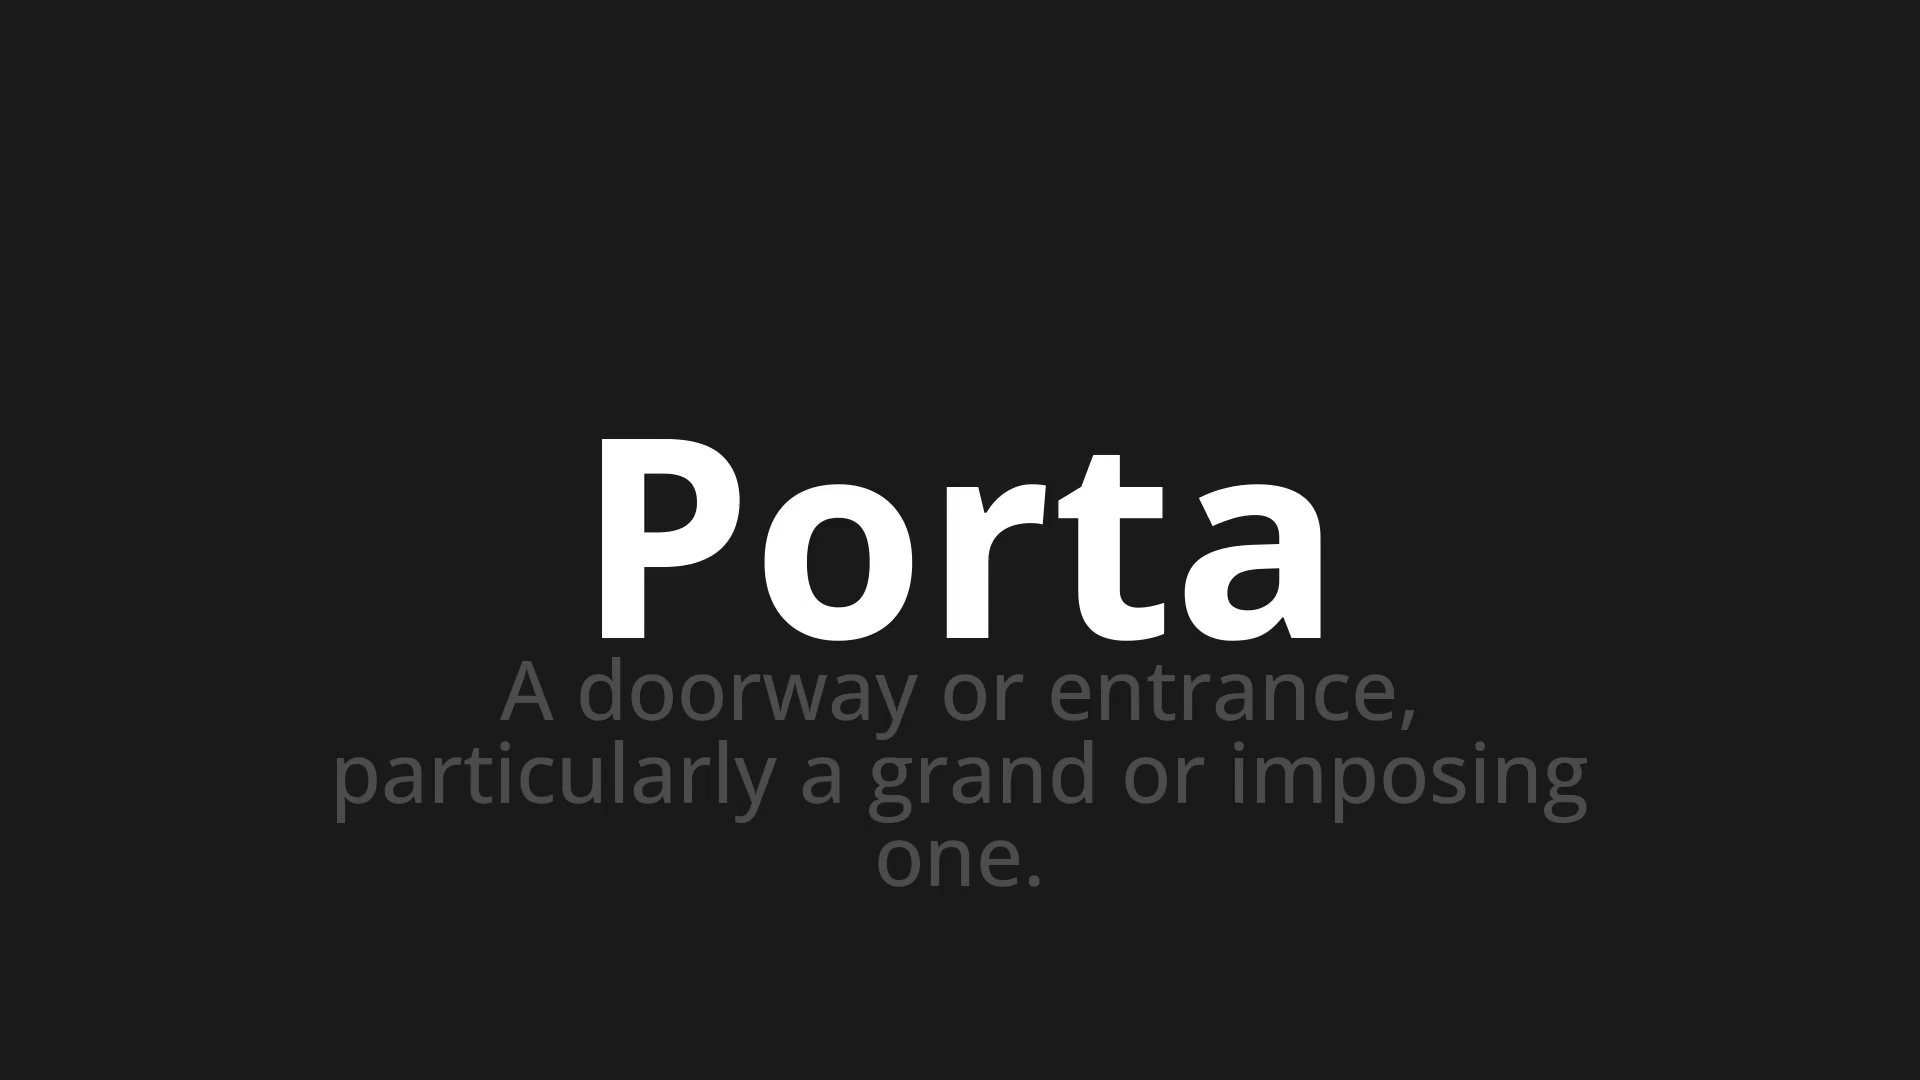 Porta
A doorway or entrance,
particularly a grand or imposing
one.